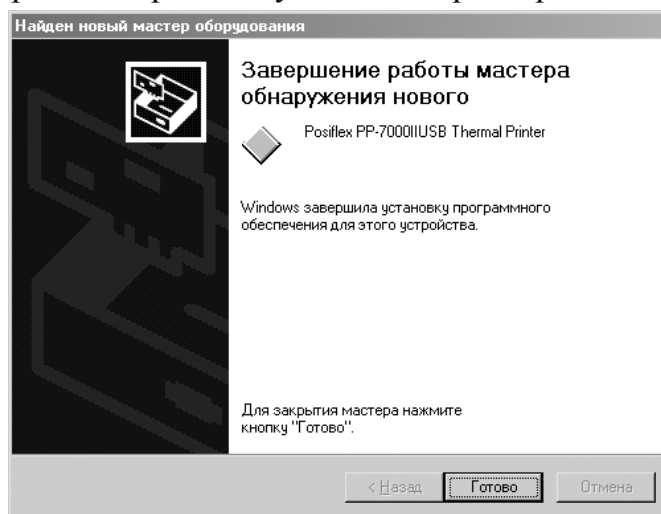 Найден новый мастер оборудования
Завершение работы мастера
обнаружения нового
Posiflex PP-7000IIUSB Thermal Printer
Windows завершила установку программного
обеспечения для этого устройства.
Для закрытия мастера нажмите
кнопку "Готово".
< Назад
Готово
Отмена